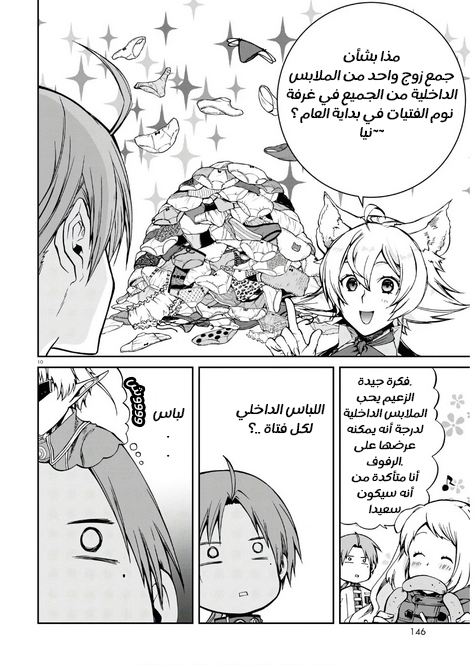 مذا بشأن
جمع زوج واحد من الملابس
الداخلية من الجميع في غرفة
نوم الفتيات في بداية العام ؟
نيا~~
10
.فكرة جيدة
الزعيم يحب
الملابس الداخلية
لدرجة أنه يمكنه
عرضها على
.الرفوف
أنا متأكدة من
أنه سيكون
سعيدا
اللباس الداخلي
لكل فتاة ..؟
لباس
. . .
146